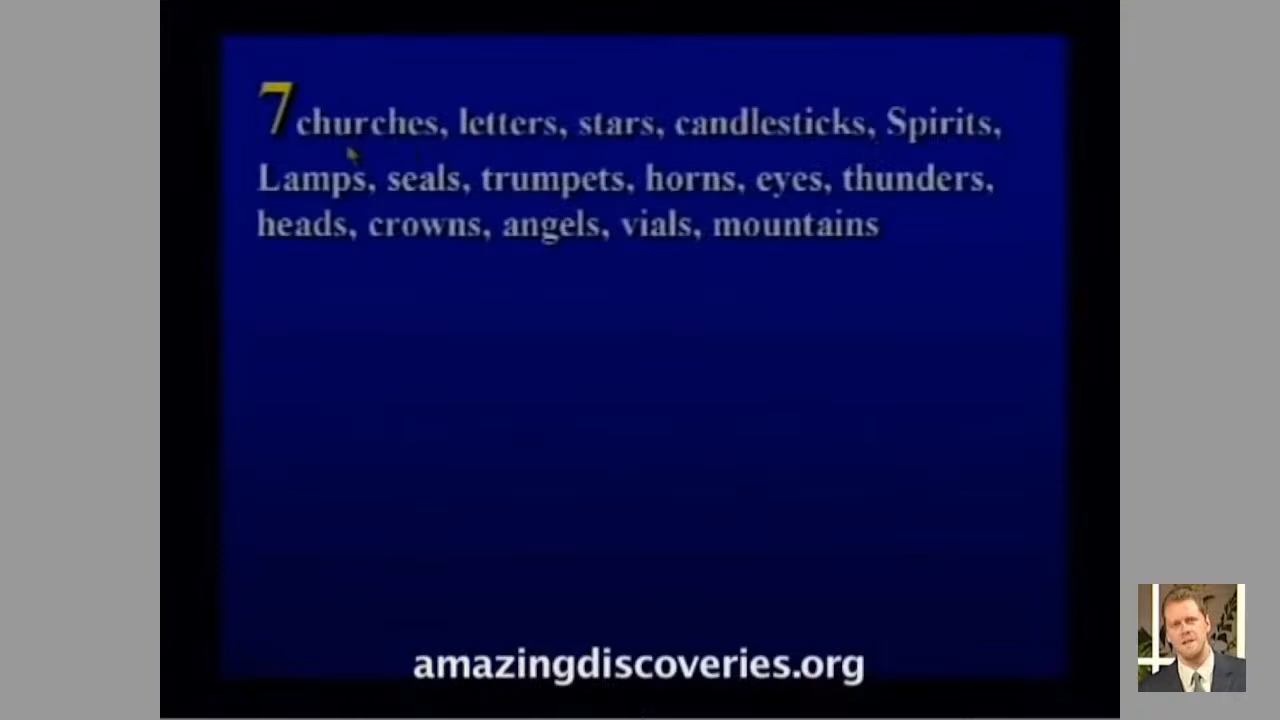 7 churches, letters, stars, candlesticks, Spirits,
Lamps, seals, trumpets, horns, eyes, thunders,
heads, crowns, angels, vials, mountains
amazingdiscoveries.org